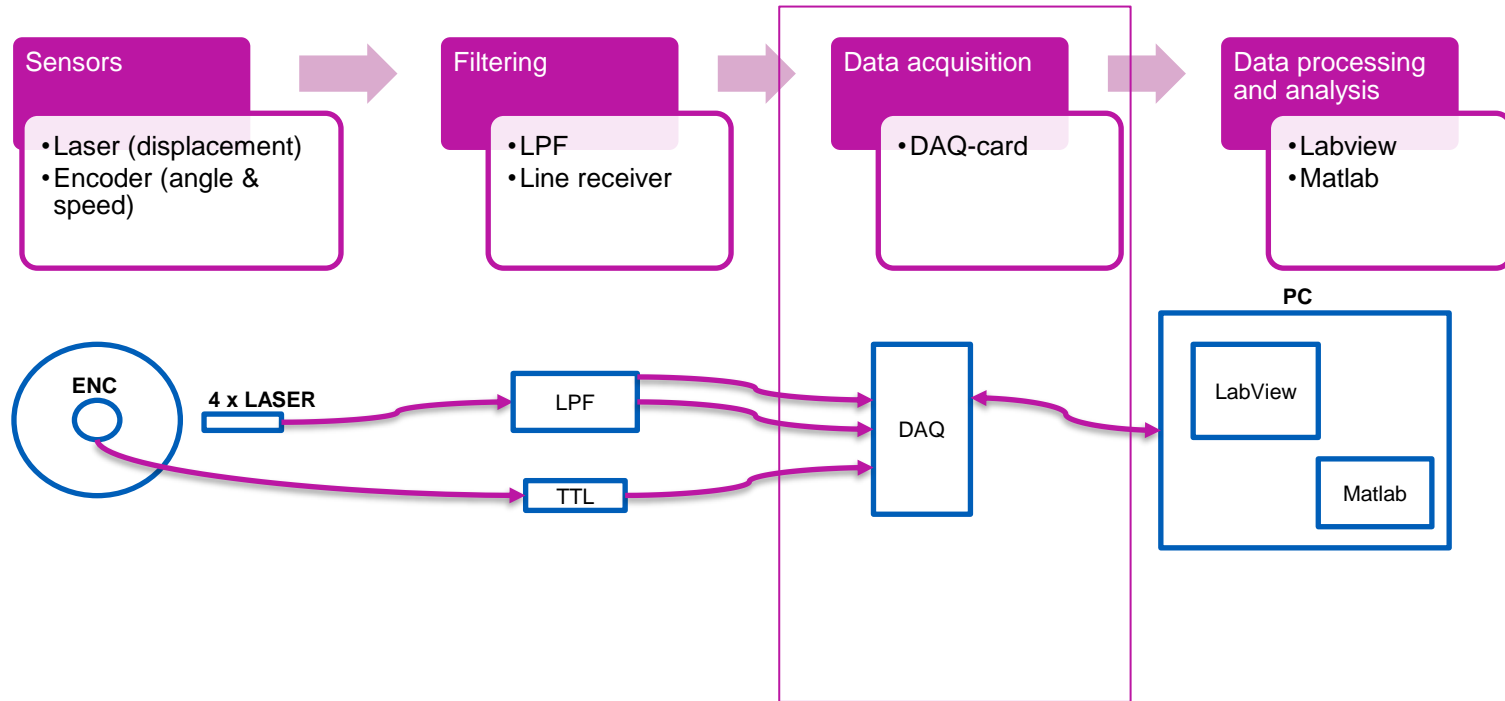 Sensors
•Laser (displacement)
•Encoder (angle &
speed)
Filtering
•LPF
•Line receiver
Data acquisition
•DAQ-card
Data processing
and analysis
•Labview
•Matlab
PC
ENC
4 x LASER
LPF
TTL
DAQ
LabView
Matlab